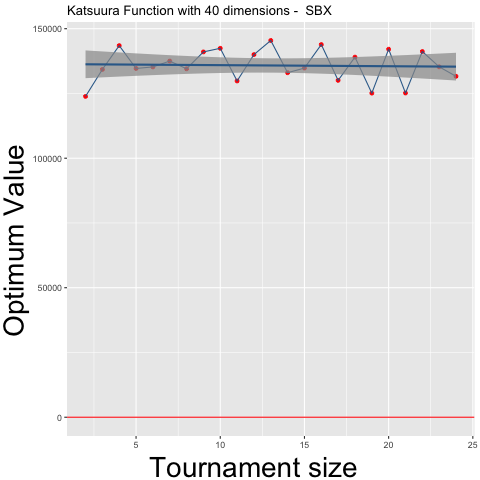 Katsuura Function with 40 dimensions - SBX
150000
100000
50000
0
Optimum Value
5 10 15 20 25
Tournament size